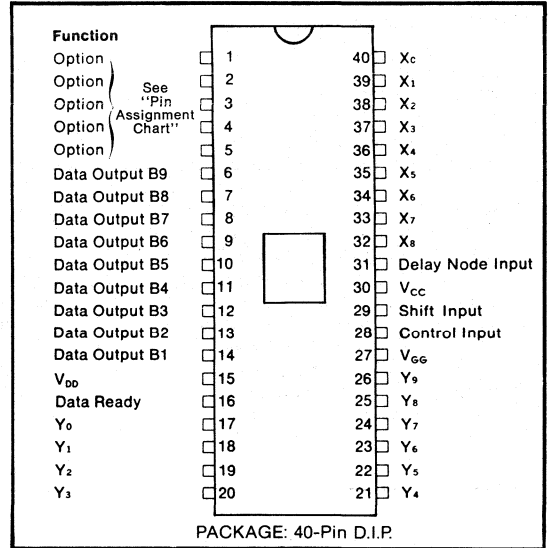 Function
Option 1 40 Xc
Option 2 39 X₁
Option 3 38 X₂
Option 4 37 X₃
Option 5 36 X₄
See
"Pin
Assignment
Chart"
Data Output B9 6 35 X₅
Data Output B8 7 34 X₆
Data Output B7 8 33 X₇
Data Output B6 9 32 X₈
Data Output B5 10 31 Delay Node Input
Data Output B4 11 30 V_CC
Data Output B3 12 29 Shift Input
Data Output B2 13 28 Control Input
Data Output B1 14 27 V_GG
V_DD 15 26 Y₉
Data Ready 16 25 Y₈
Y₀ 17 24 Y₇
Y₁ 18 23 Y₆
Y₂ 19 22 Y₅
Y₃ 20 21 Y₄
PACKAGE: 40-Pin D.I.P.